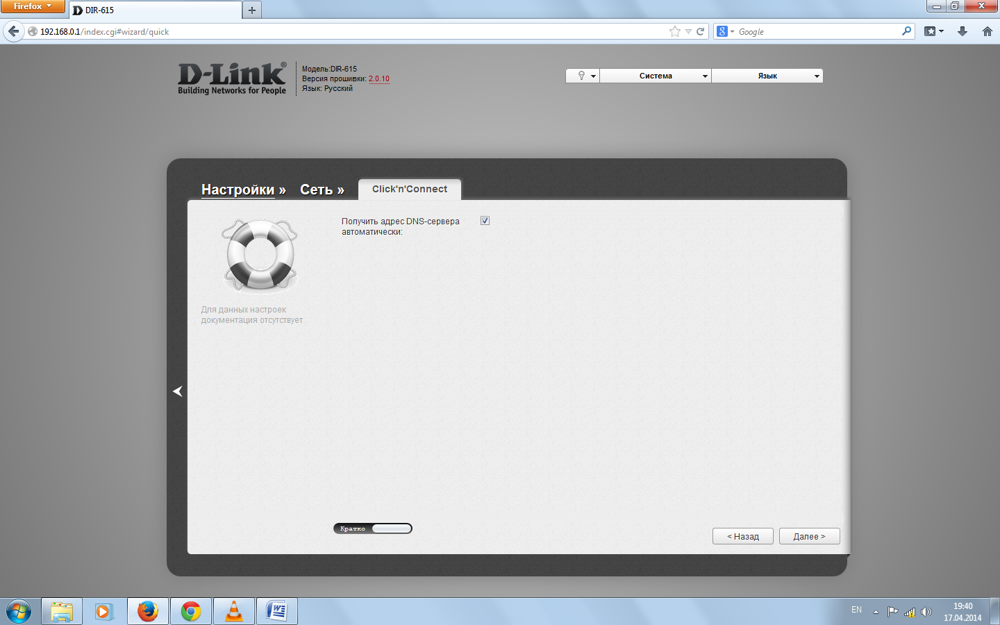 Firefox
DIR-615
192.168.0.1/index.cgi#wizard/quick
Google
D-Link®
Building Networks for People
Модель:DIR-615
Версия прошивки: 2.0.10
Язык: Русский
Система
Язык
Настройки »
Сеть »
Click'n'Connect
Получить адрес DNS-сервера
автоматически:
Для данных настроек
документация отсутствует
Кратко
< Назад
Далее >
EN
19:40
17.04.2014